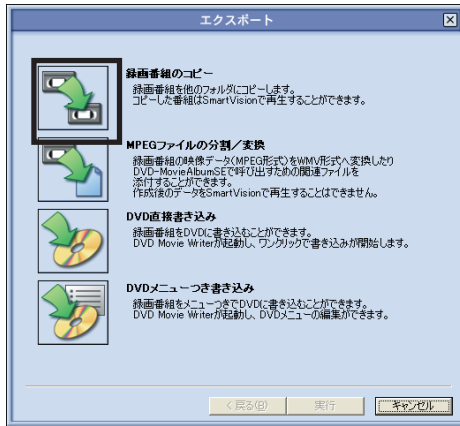 エクスポート
録画番組のコピー
録画番組を他のフォルダにコピーします。
コピーした番組はSmartVisionで再生することができます。
MPEGファイルの分割／変換
録画番組の映像データ(MPEG形式)をWMV形式へ変換したり
DVD-MovieAlbumSEで呼び出すための関連ファイルを
添付することができます。
作成後のデータをSmartVisionで再生することはできません。
DVD直接書き込み
録画番組をDVDに書き込むことができます。
DVD Movie Writerが起動し、ワンクリックで書き込みが開始します。
DVDメニューつき書き込み
録画番組をメニューつきでDVDに書き込むことができます。
DVD Movie Writerが起動し、DVDメニューの編集ができます。
< 戻る(B) 実行 キャンセル